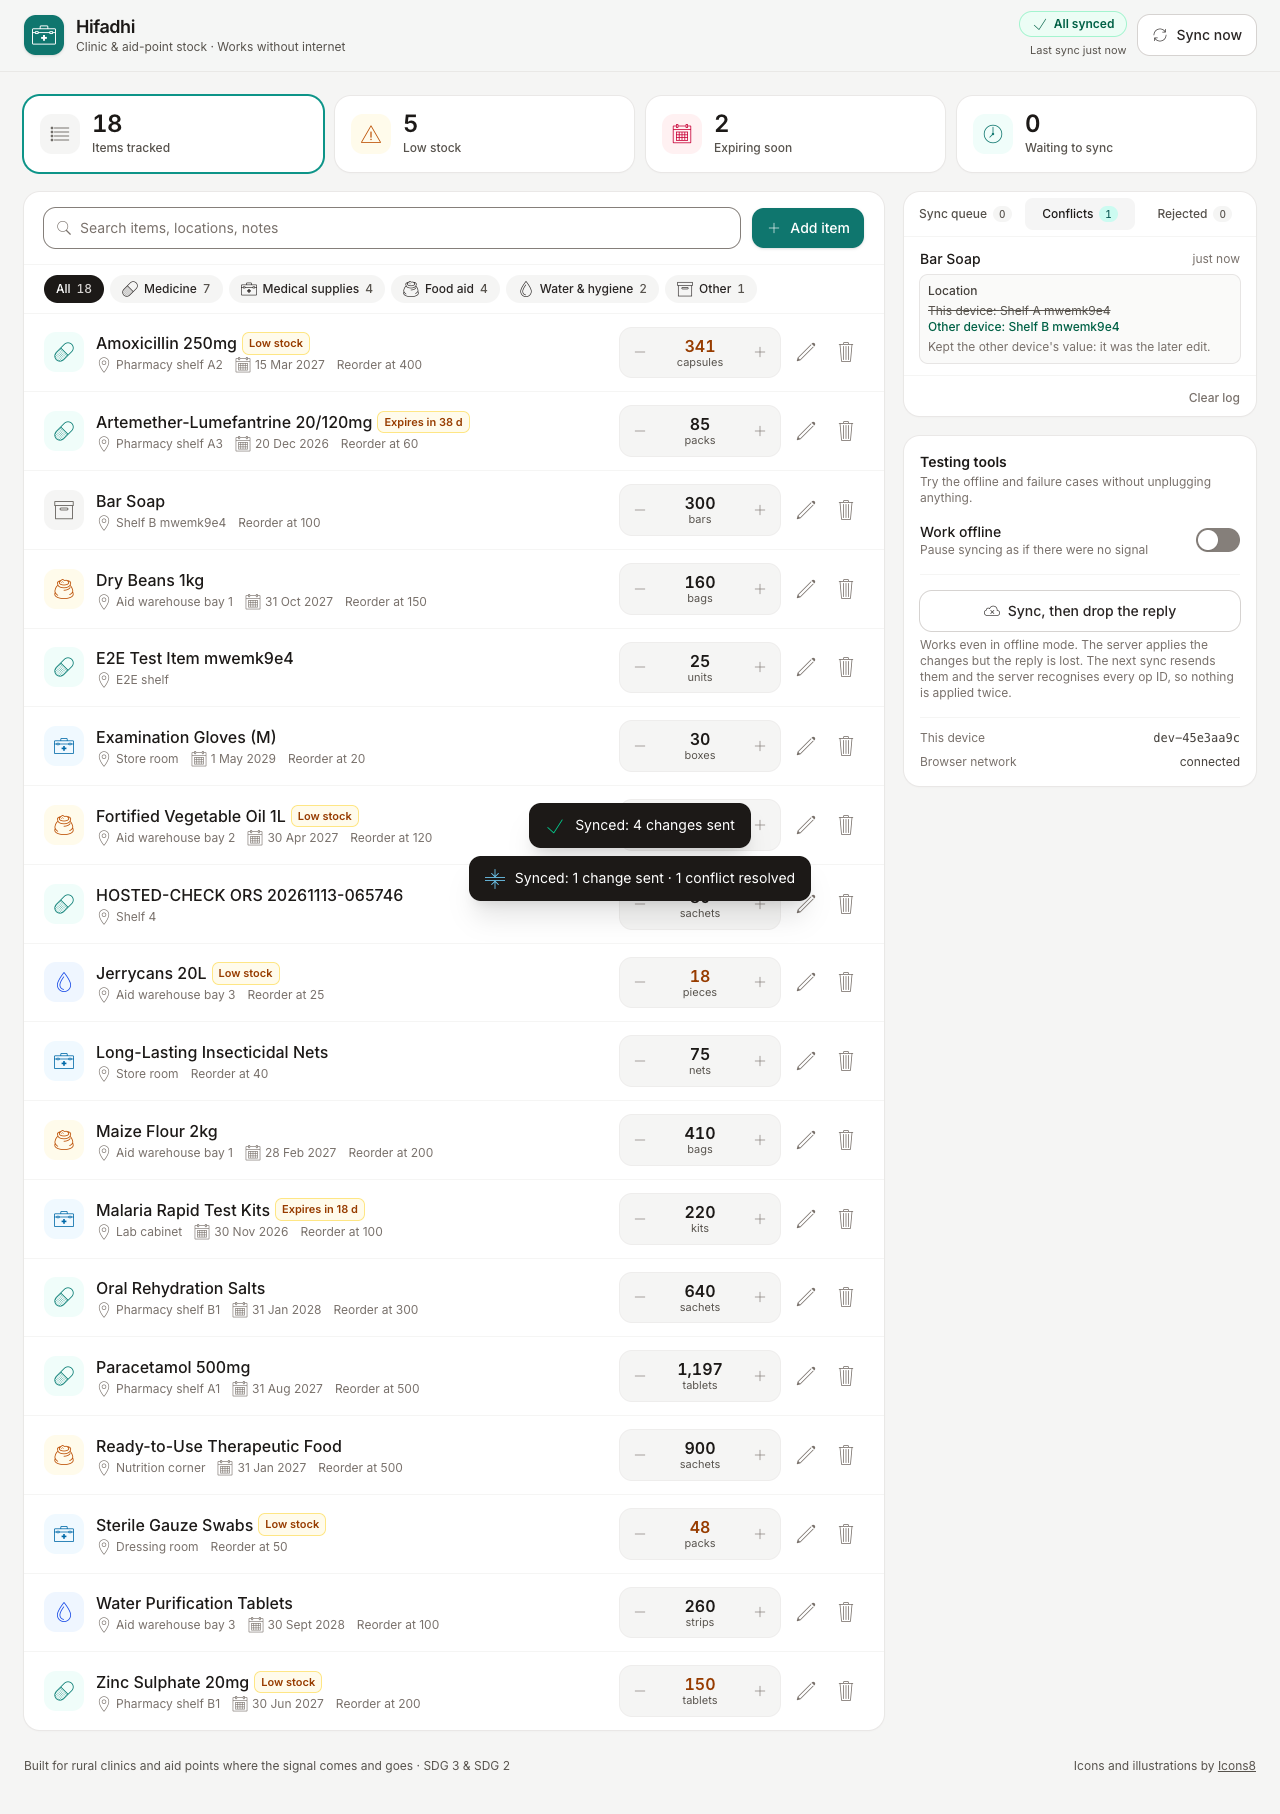 Hifadhi
Clinic & aid-point stock · Works without internet
All synced
Last sync just now
Sync now
18
Items tracked
5
Low stock
2
Expiring soon
0
Waiting to sync
Search items, locations, notes
Add item
All 18
Medicine 7
Medical supplies 4
Food aid 4
Water & hygiene 2
Other 1
Amoxicillin 250mg Low stock
Pharmacy shelf A2 15 Mar 2027 Reorder at 400
341
capsules
Artemether-Lumefantrine 20/120mg Expires in 38 d
Pharmacy shelf A3 20 Dec 2026 Reorder at 60
85
packs
Bar Soap
Shelf B mwemk9e4 Reorder at 100
300
bars
Dry Beans 1kg
Aid warehouse bay 1 31 Oct 2027 Reorder at 150
160
bags
E2E Test Item mwemk9e4
E2E shelf
25
units
Examination Gloves (M)
Store room 1 May 2029 Reorder at 20
30
boxes
Fortified Vegetable Oil 1L Low stock
Aid warehouse bay 2 30 Apr 2027 Reorder at 120
Synced: 4 changes sent
Synced: 1 change sent · 1 conflict resolved
HOSTED-CHECK ORS 20261113-065746
Shelf 4
sachets
Jerrycans 20L Low stock
Aid warehouse bay 3 Reorder at 25
18
pieces
Long-Lasting Insecticidal Nets
Store room Reorder at 40
75
nets
Maize Flour 2kg
Aid warehouse bay 1 28 Feb 2027 Reorder at 200
410
bags
Malaria Rapid Test Kits Expires in 18 d
Lab cabinet 30 Nov 2026 Reorder at 100
220
kits
Oral Rehydration Salts
Pharmacy shelf B1 31 Jan 2028 Reorder at 300
640
sachets
Paracetamol 500mg
Pharmacy shelf A1 31 Aug 2027 Reorder at 500
1,197
tablets
Ready-to-Use Therapeutic Food
Nutrition corner 31 Jan 2027 Reorder at 500
900
sachets
Sterile Gauze Swabs Low stock
Dressing room Reorder at 50
48
packs
Water Purification Tablets
Aid warehouse bay 3 30 Sept 2028 Reorder at 100
260
strips
Zinc Sulphate 20mg Low stock
Pharmacy shelf B1 30 Jun 2027 Reorder at 200
150
tablets
Sync queue 0
Conflicts 1
Rejected 0
Bar Soap just now
Location
This device: Shelf A mwemk9e4
Other device: Shelf B mwemk9e4
Kept the other device's value: it was the later edit.
Clear log
Testing tools
Try the offline and failure cases without unplugging
anything.
Work offline
Pause syncing as if there were no signal
Sync, then drop the reply
Works even in offline mode. The server applies the
changes but the reply is lost. The next sync resends
them and the server recognises every op ID, so nothing
is applied twice.
This device dev-45e3aa9c
Browser network connected
Built for rural clinics and aid points where the signal comes and goes · SDG 3 & SDG 2
Icons and illustrations by Icons8